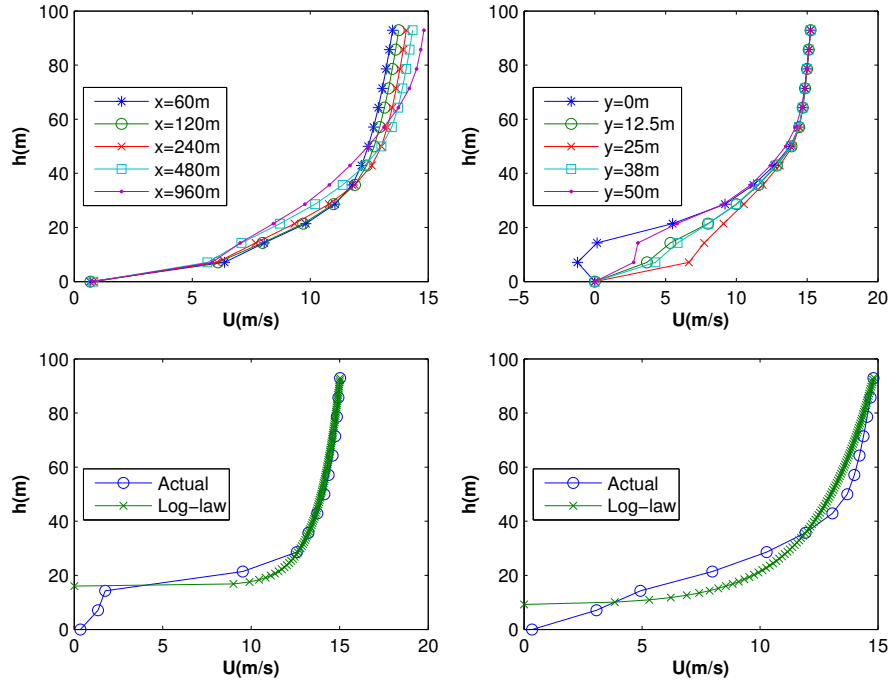 100
80
60
40
20
0
h(m)
x=60m
x=120m
x=240m
x=480m
x=960m
0 5 10 15
U(m/s)
100
80
60
40
20
0
h(m)
y=0m
y=12.5m
y=25m
y=38m
y=50m
−5 0 5 10 15 20
U(m/s)
100
80
60
40
20
0
h(m)
Actual
Log−law
0 5 10 15 20
U(m/s)
100
80
60
40
20
0
h(m)
Actual
Log−law
0 5 10 15
U(m/s)